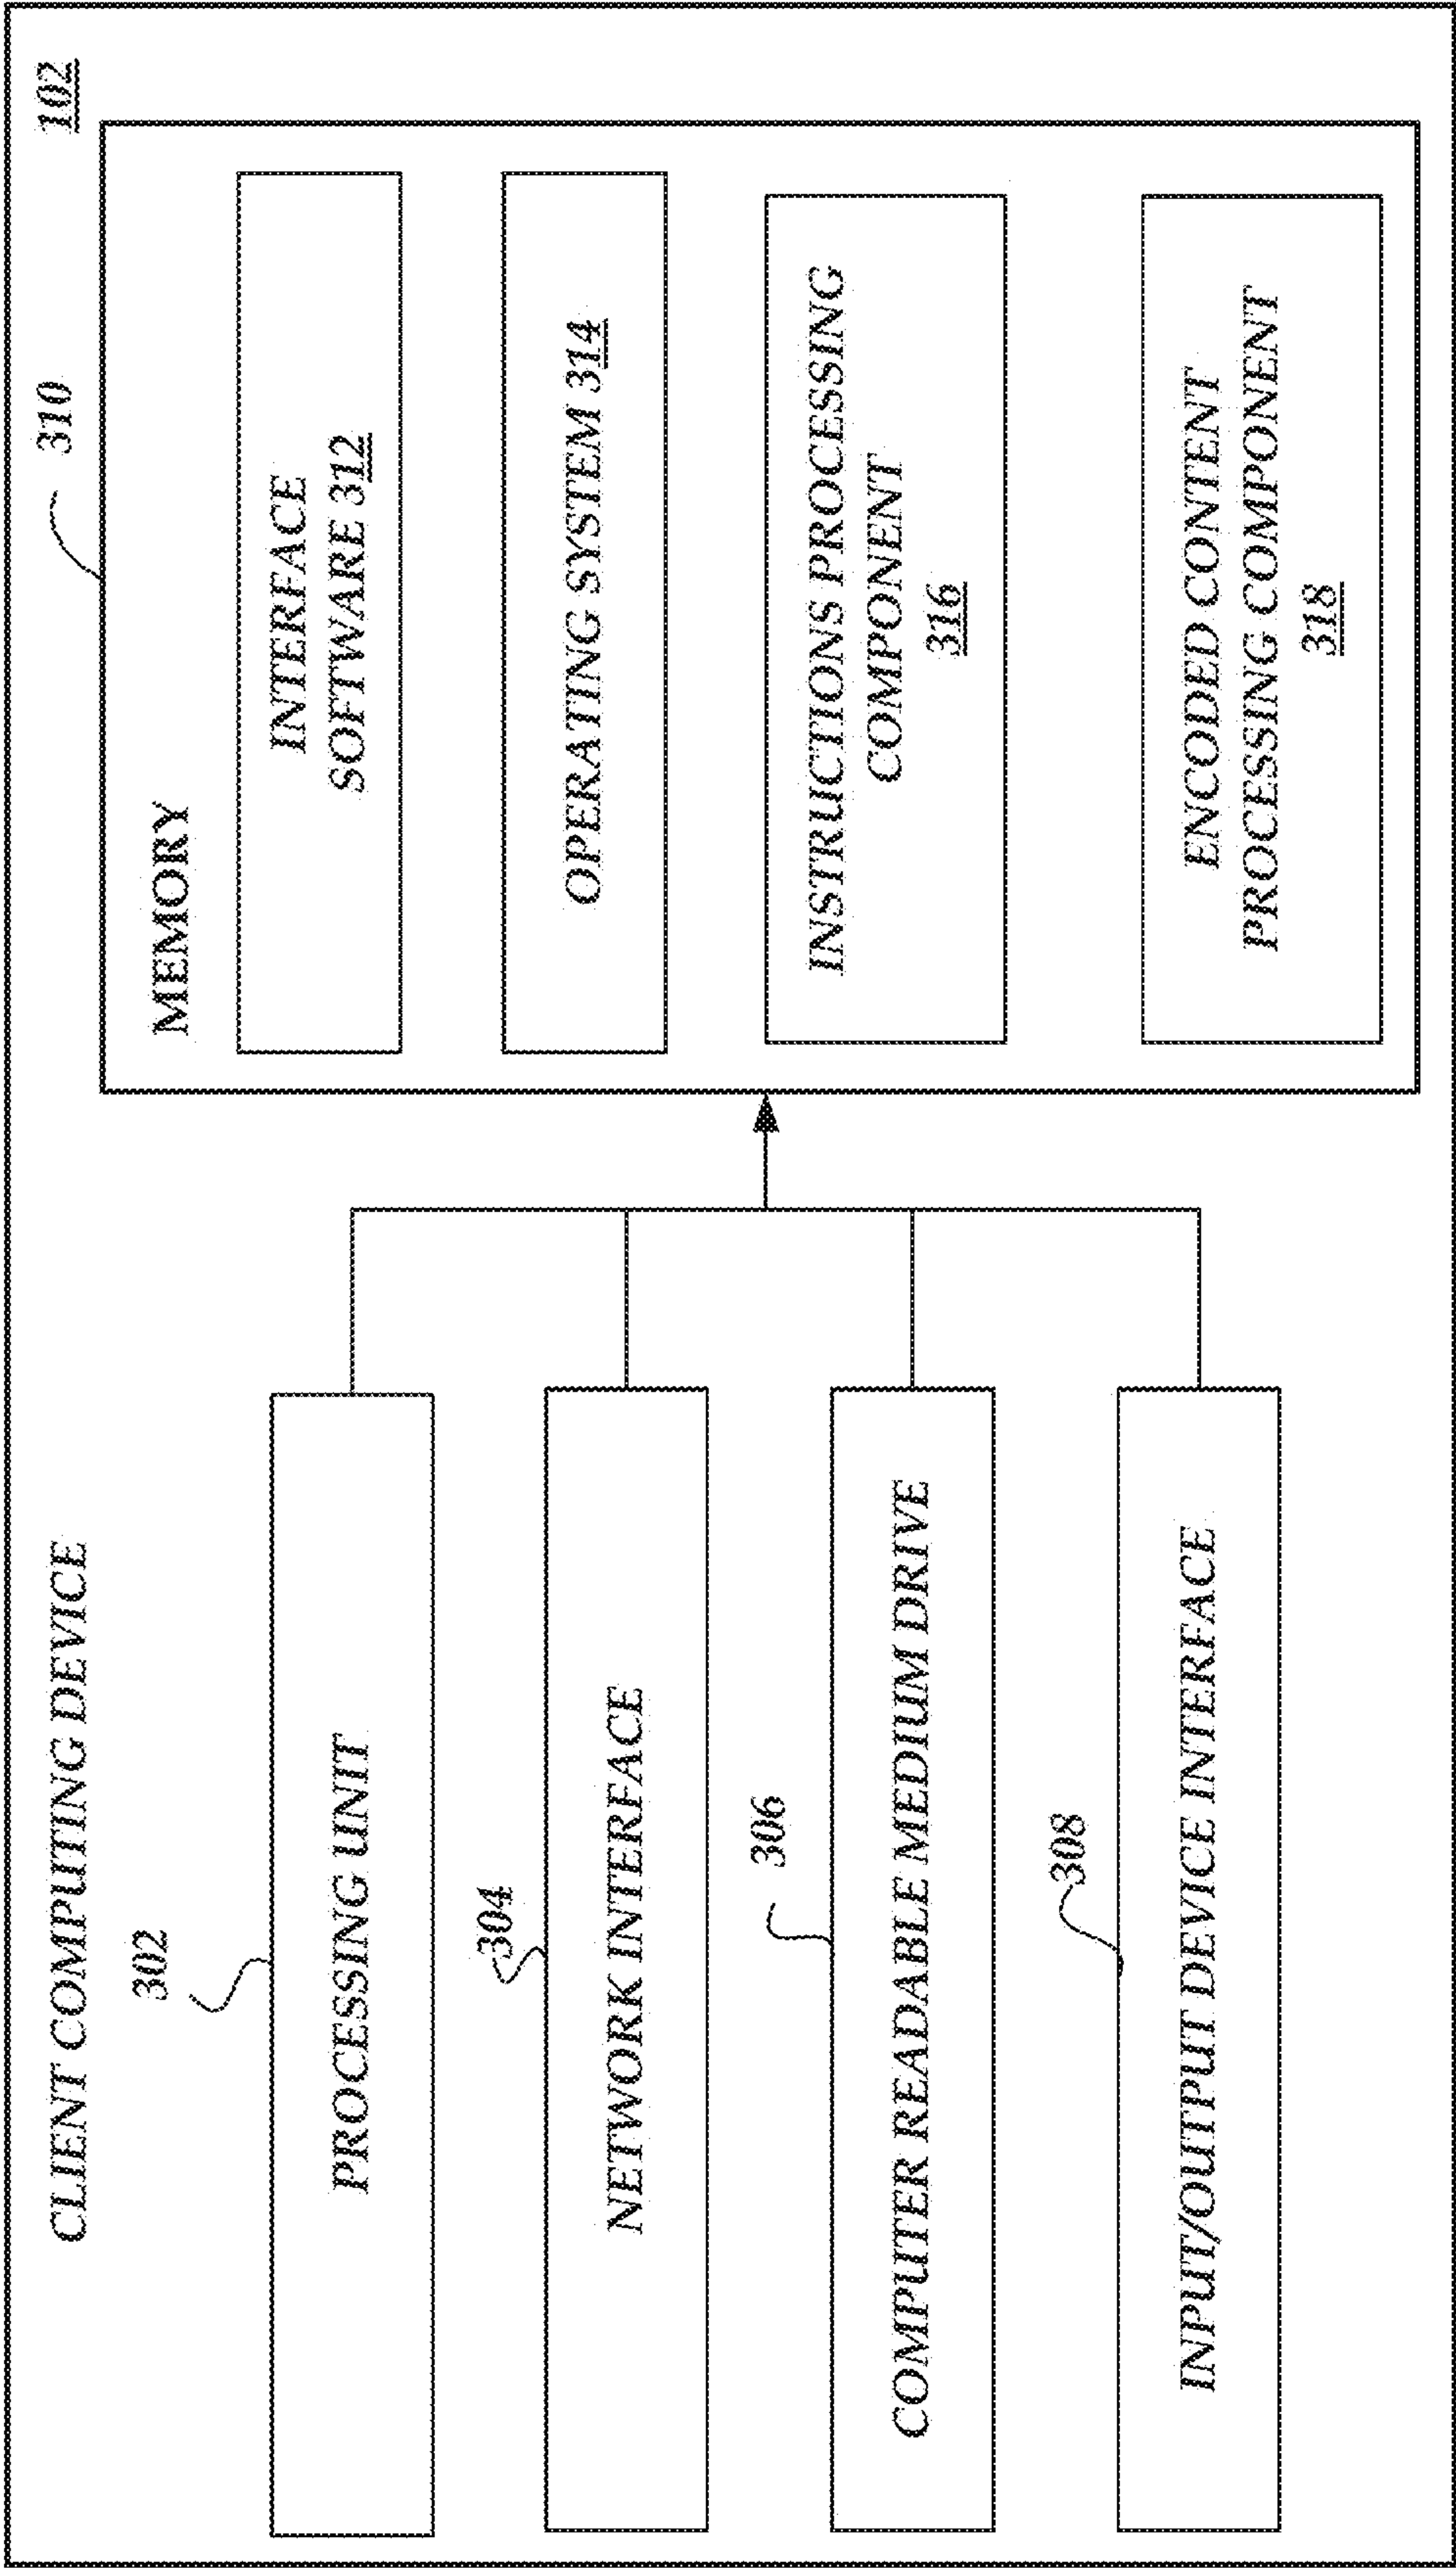 CLIENT COMPUTING DEVICE
102
302
PROCESSING UNIT
304
NETWORK INTERFACE
306
COMPUTER READABLE MEDIUM DRIVE
308
INPUT/OUTPUT DEVICE INTERFACE
310
MEMORY
INTERFACE
SOFTWARE 312
OPERATING SYSTEM 314
INSTRUCTIONS PROCESSING
COMPONENT
316
ENCODED CONTENT
PROCESSING COMPONENT
318